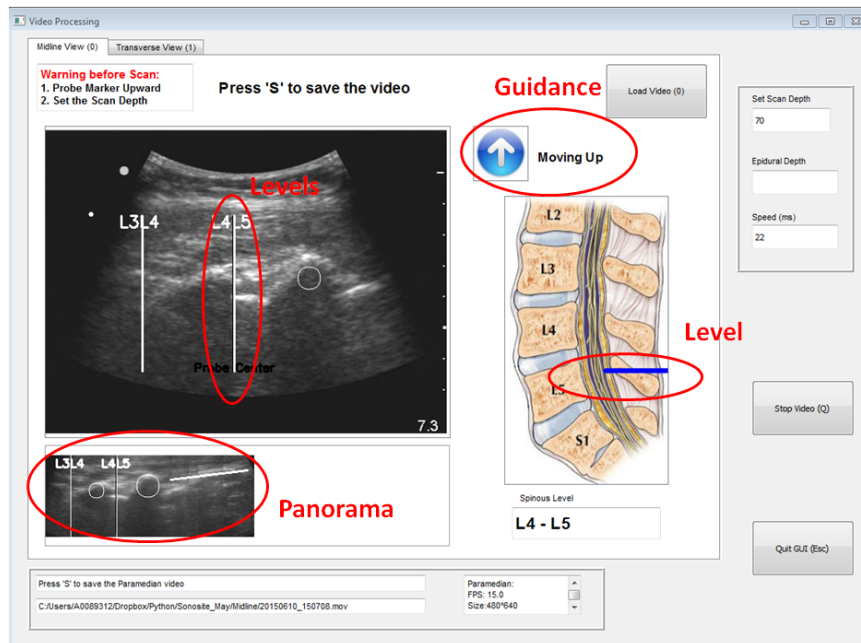 Video Processing
Midline View (0)
Transverse View (1)
Warning before Scan:
1. Probe Marker Upward
2. Set the Scan Depth
Press 'S' to save the video
Guidance
Load Video (0)
Moving Up
Set Scan Depth
70
Epidural Depth
Speed (ms)
22
Levels
L3L4
L4L5
Probe Center
7.3
L2
L3
L4
L5
S1
Level
Stop Video (Q)
L3L4
L4L5
Panorama
Spinous Level
L4 - L5
Quit GUI (Esc)
Press 'S' to save the Paramedian video
C:/Users/A0089312/Dropbox/Python/Sonosite_May/Midline/20150610_150708.mov
Paramedian:
FPS: 15.0
Size:480*640